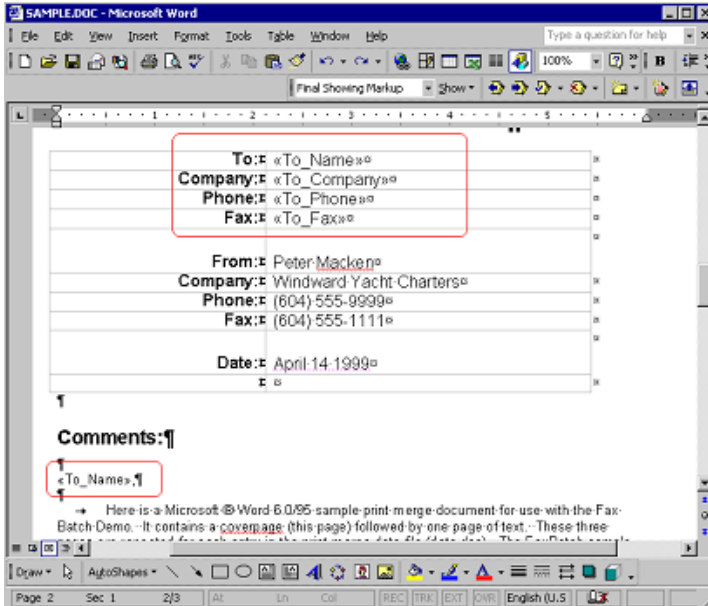 SAMPLE.DOC - Microsoft Word
File Edit View Insert Format Tools Table Window Help Type a question for help
100% B
Final Showing Markup Show
1 2 3 4 5
To:¤ «To_Name»¤
Company:¤ «To_Company»¤
Phone:¤ «To_Phone»¤
Fax:¤ «To_Fax»¤
From:¤ Peter·Macken¤
Company:¤ Windward·Yacht·Charters¤
Phone:¤ (604)·555-9999¤
Fax:¤ (604)·555-1111¤
Date:¤ April·14·1999¤
¤ ¤
¶
Comments:¶
¶
«To_Name»,¶
¶
→ Here·is·a·Microsoft·®·Word·6.0/95·sample·print·merge·document·for·use·with·the·Fax·
Batch·Demo.··It·contains·a·coverpage·(this·page)·followed·by·one·page·of·text.··These·three·
Draw AutoShapes
Page 2 Sec 1 2/3 At Ln Col REC TRK EXT OVR English (U.S